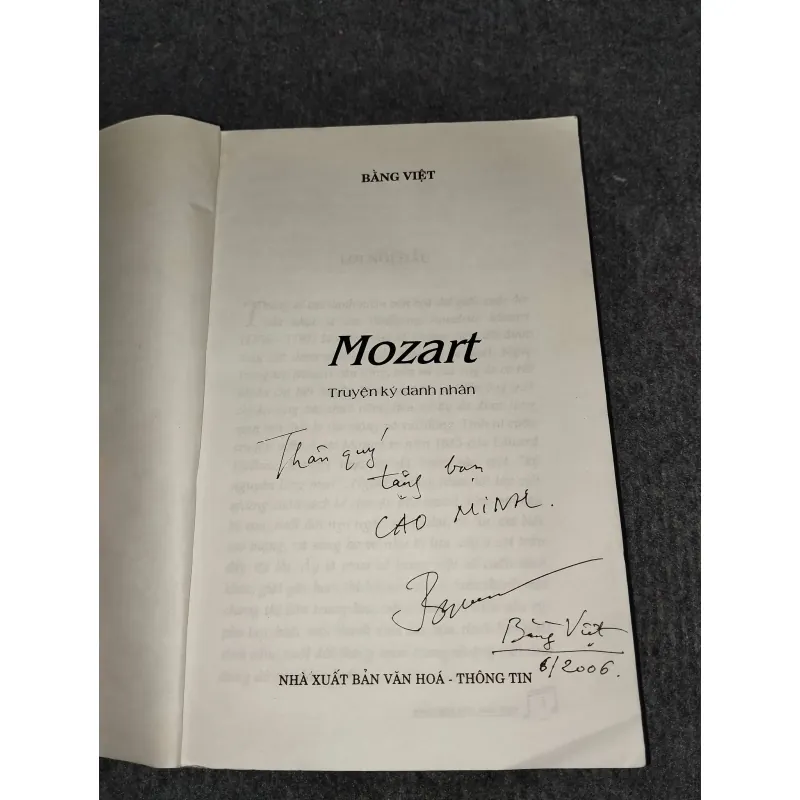 BẰNG VIỆT
Mozart
Truyện ký danh nhân
Thân quý
tặng bạn
CAO MINH.
Bằng Việt
6/2006.
NHÀ XUẤT BẢN VĂN HOÁ - THÔNG TIN